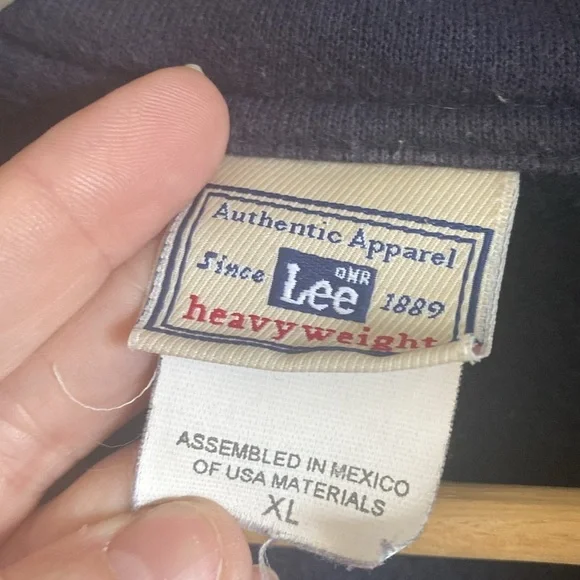 Authentic Apparel
Since Lee 1889
heavyweight
ASSEMBLED IN MEXICO
OF USA MATERIALS
XL